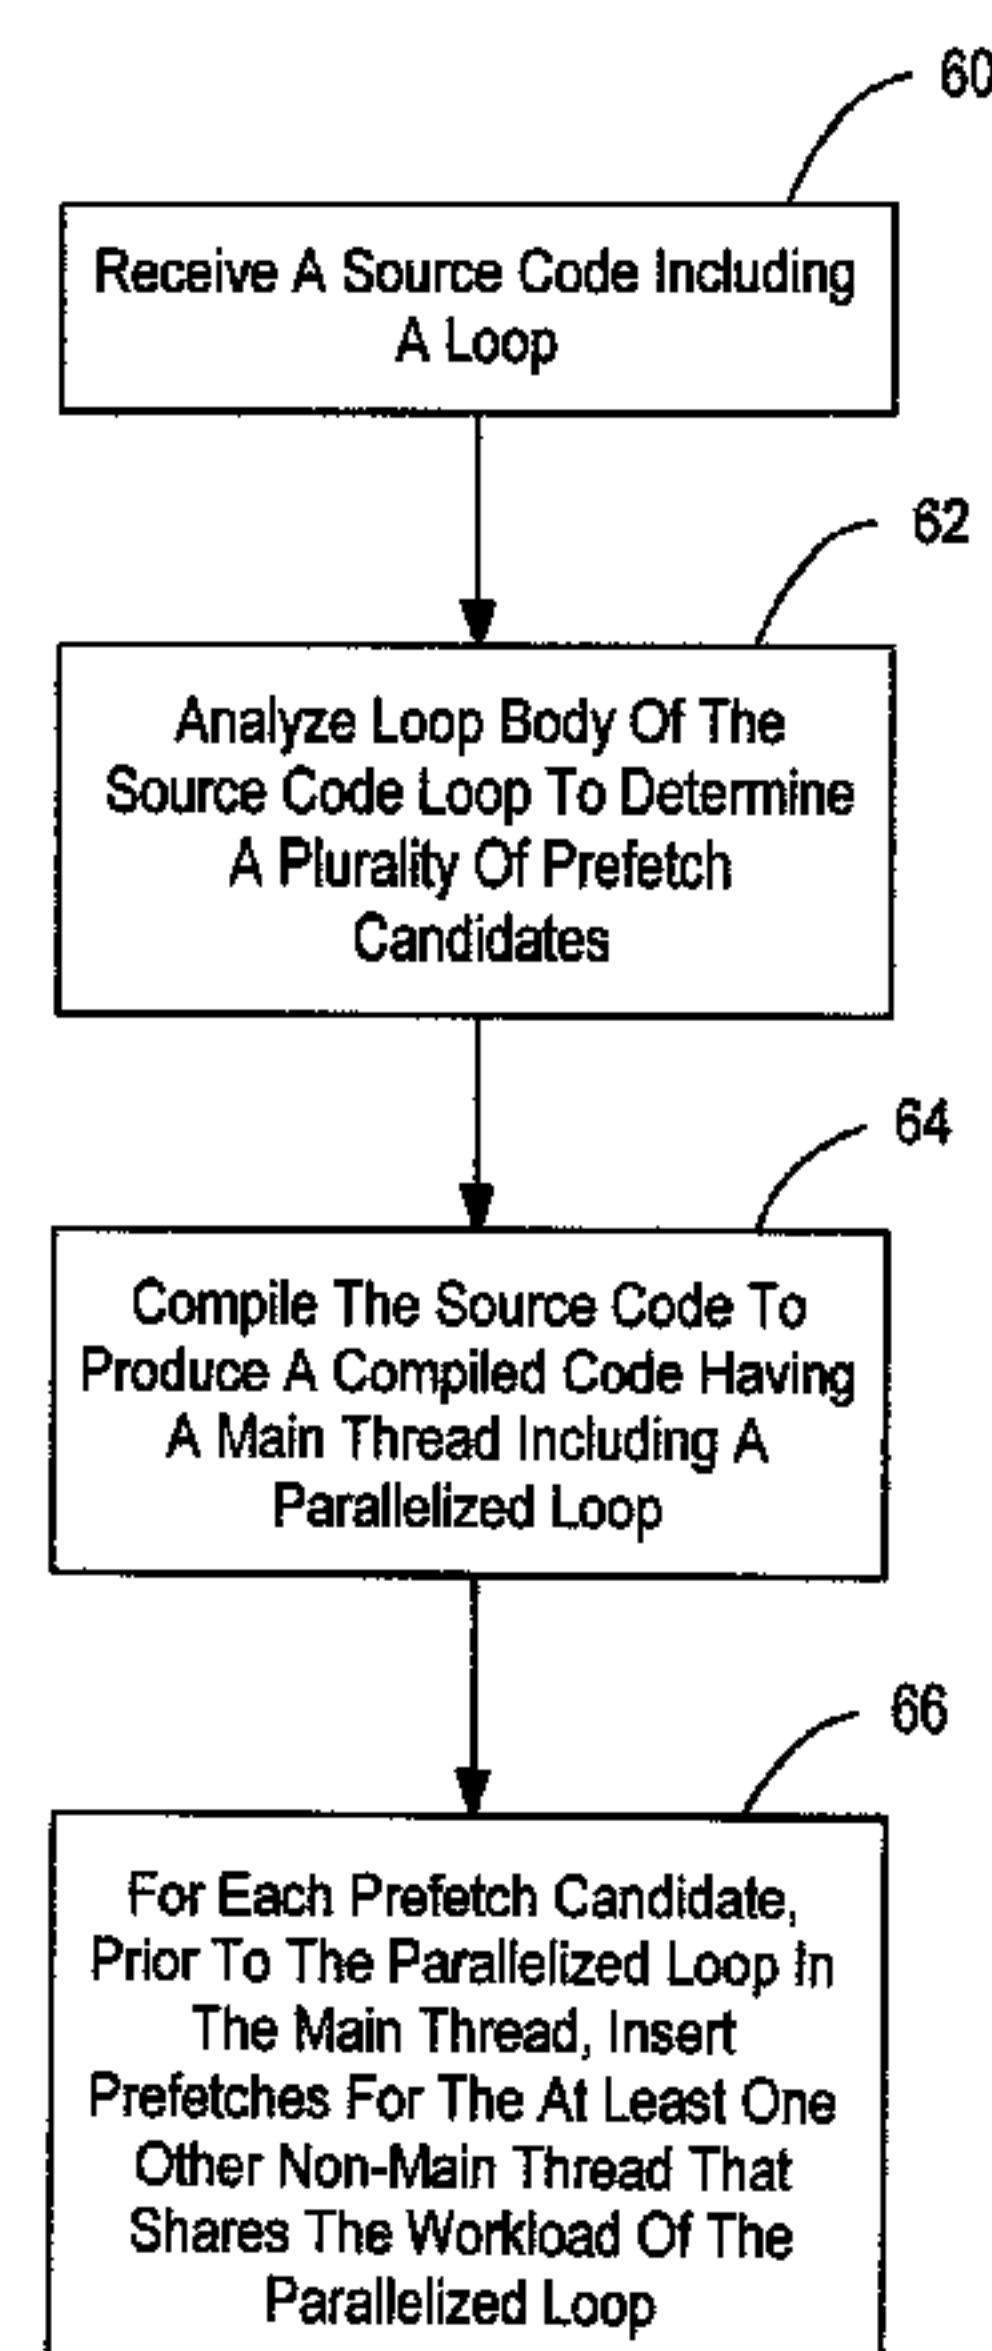 60
Receive A Source Code Including
A Loop
62
Analyze Loop Body Of The
Source Code Loop To Determine
A Plurality Of Prefetch
Candidates
64
Compile The Source Code To
Produce A Compiled Code Having
A Main Thread Including A
Parallelized Loop
66
For Each Prefetch Candidate,
Prior To The Parallelized Loop In
The Main Thread, Insert
Prefetches For The At Least One
Other Non-Main Thread That
Shares The Workload Of The
Parallelized Loop